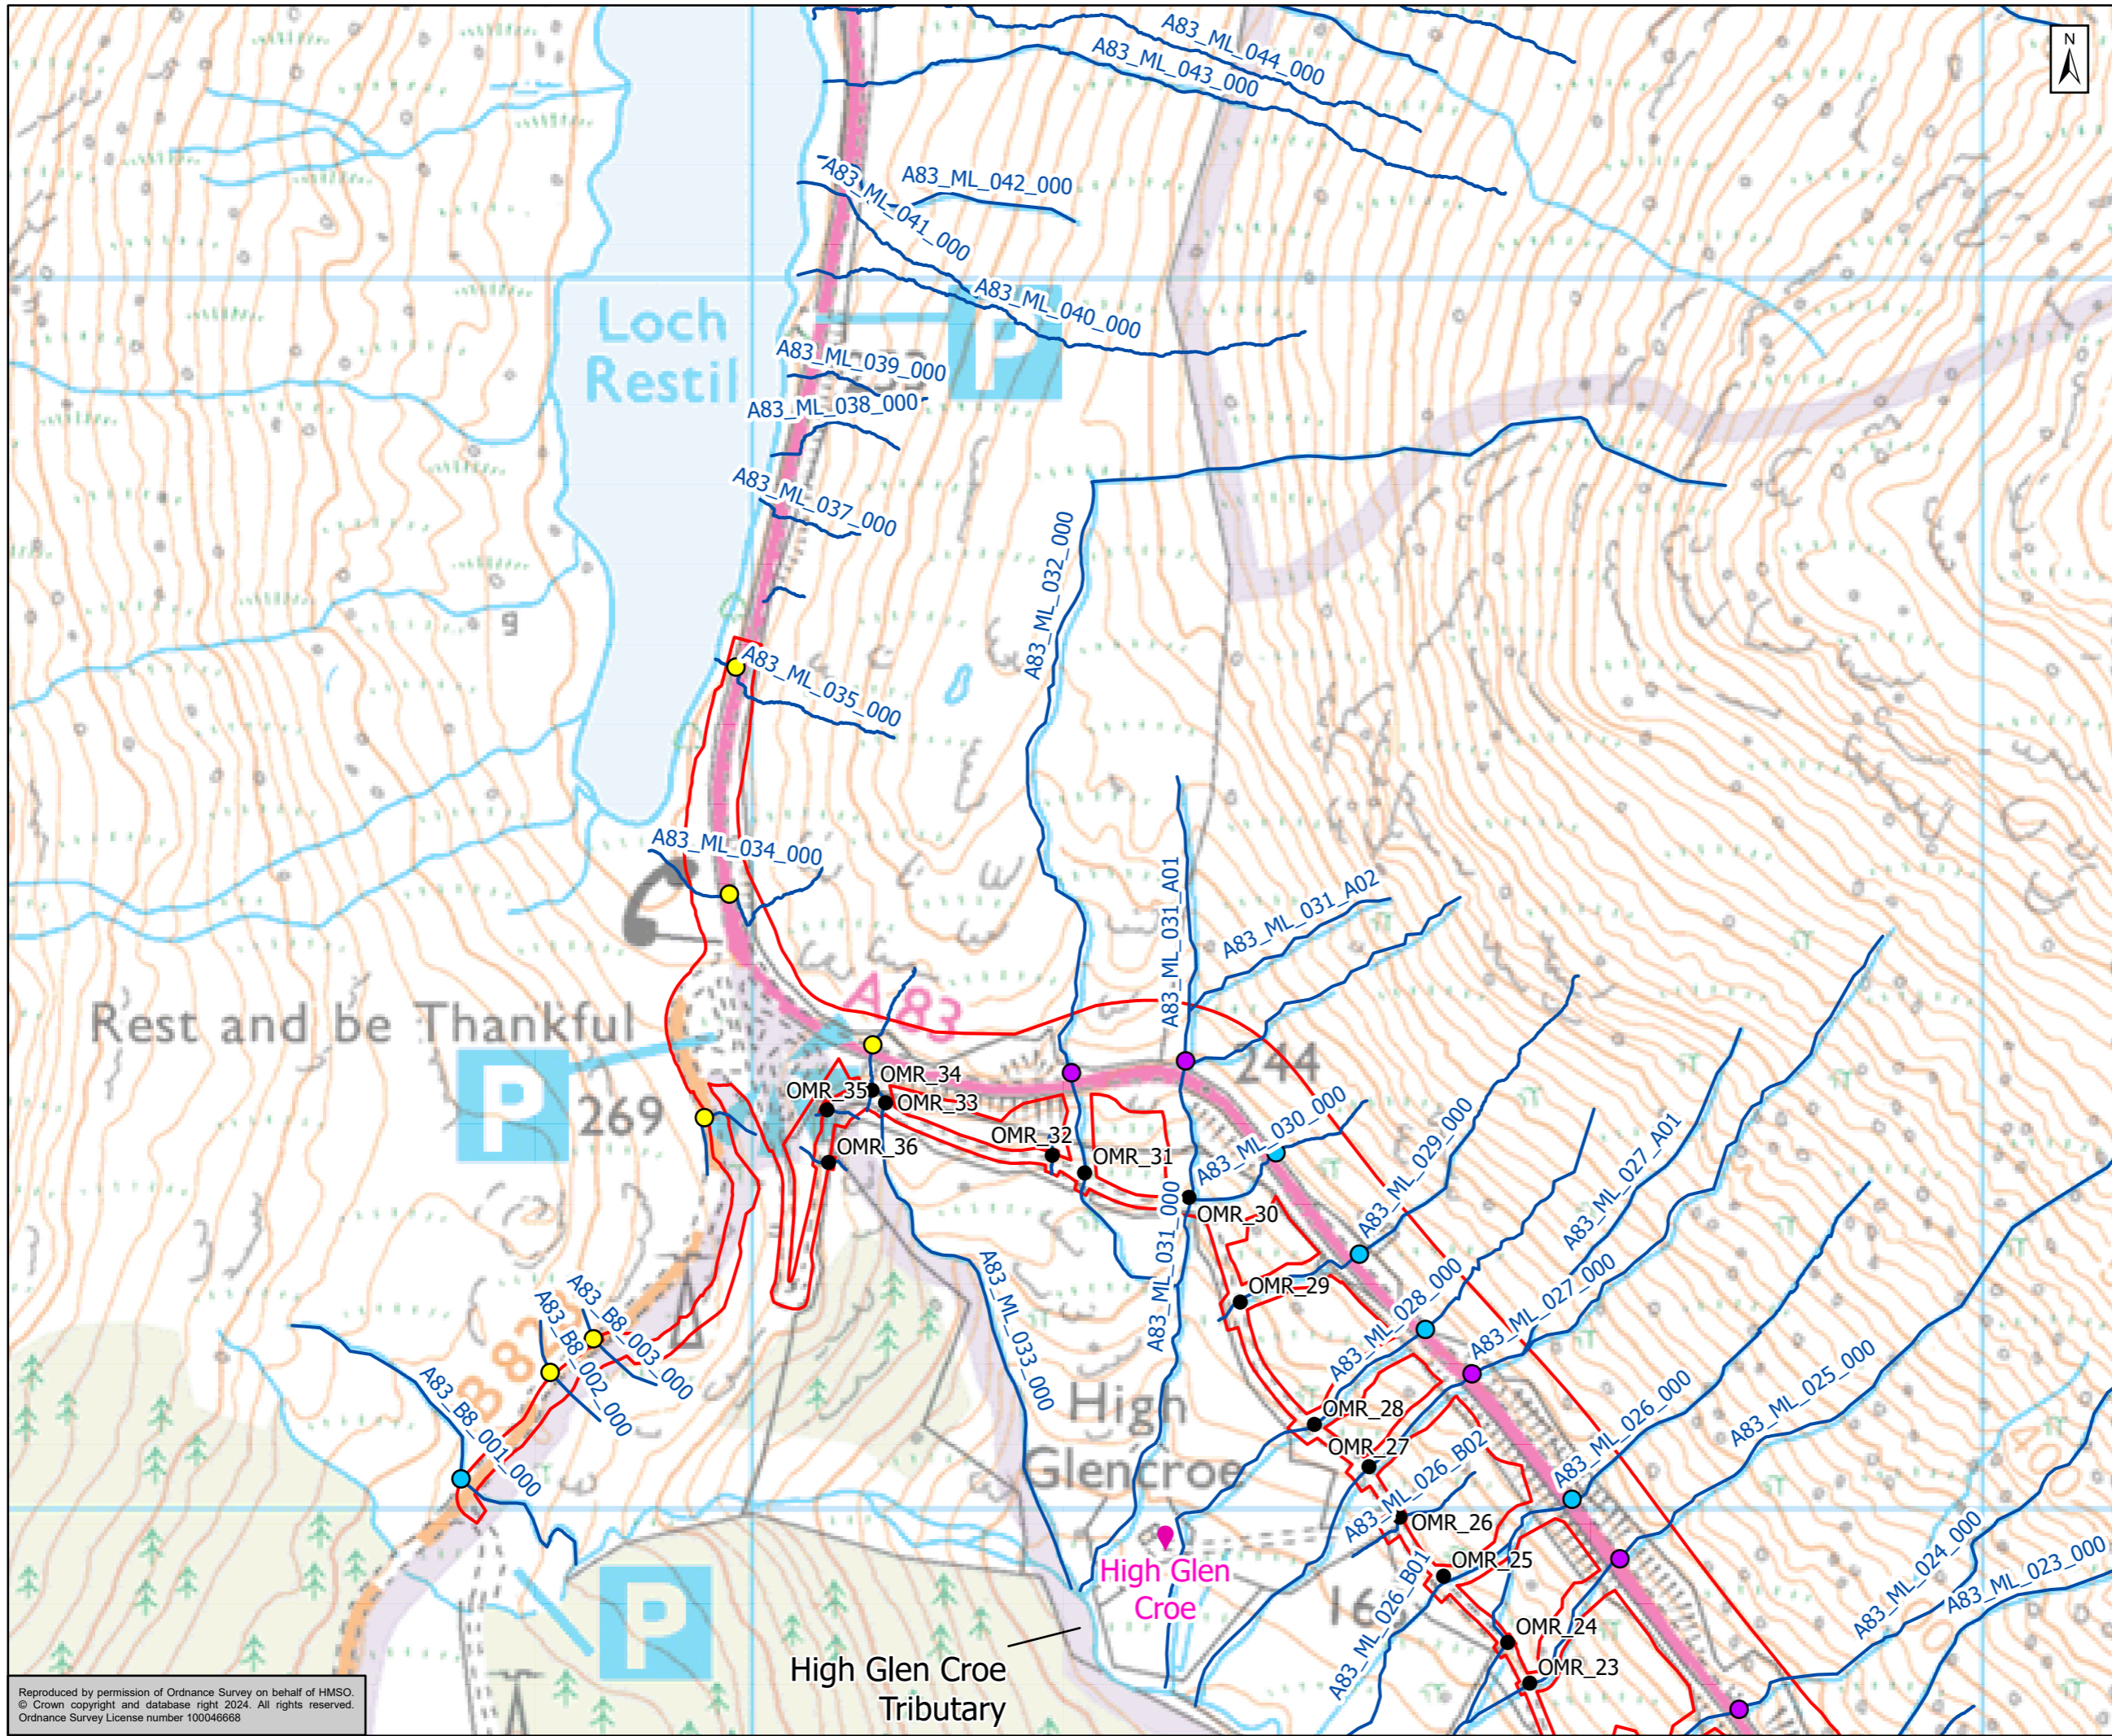 A83_ML_044_000
A83_ML_043_000
N
A83_ML_042_000
A83_ML_041_000
A83_ML_040_000
Loch
Restil
P
A83_ML_039_000
A83_ML_038_000
A83_ML_037_000
A83_ML_032_000
A83_ML_035_000
A83_ML_034_000
A83_ML_031_A01
A83_ML_031_A02
A 83
Rest and be Thankful
P
269
244
OMR_34
OMR_35
OMR_33
OMR_32
OMR_31
OMR_36
A83_ML_030_000
A83_ML_029_000
A83_ML_027_A01
OMR_30
A83_ML_031_000
OMR_29
A83_ML_033_000
A83_ML_028_000
A83_ML_027_000
A83_B8_003_000
A83_B8_002_000
A83_B8_001_000
B 82
High
Glencroe
OMR_28
OMR_27
A83_ML_026_B02
A83_ML_026_000
A83_ML_025_000
OMR_26
OMR_25
A83_ML_026_B01
High Glen
Croe
16
P
A83_ML_024_000
A83_ML_023_000
OMR_24
OMR_23
High Glen Croe
Tributary
Reproduced by permission of Ordnance Survey on behalf of HMSO.
© Crown copyright and database right 2024. All rights reserved.
Ordnance Survey License number 100046668